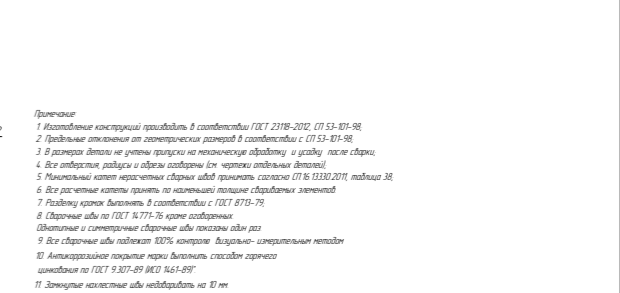 Примечание
1. Изготовление конструкций производить в соответствии ГОСТ 23118-2012, СП 53-101-98;
2. Предельные отклонения от геометрических размеров в соответствии с СП 53-101-98;
3. В размерах детали не учтены припуски на механическую обработку и усадку после сварки;
4. Все отверстия, радиусы и обрезы оговорены (см. чертежи отдельных деталей);
5. Минимальный катет нерасчетных сварных швов принимать согласно СП 16.13330.2011, таблица 38;
6. Все расчетные катеты принять по наименьшей толщине свариваемых элементов
7. Разделку кромок выполнять в соответствии с ГОСТ 8713-79;
8. Сварочные швы по ГОСТ 14771-76 кроме оговоренных.
Однотипные и симметричные сварочные швы показаны один раз
9. Все сварочные швы подлежат 100% контролю визуально- измерительным методом
10. Антикоррозийное покрытие марки выполнить способом горячего
цинкования по ГОСТ 9.307-89 (ИСО 1461-89)".
11. Замкнутые нахлестные швы недоваривать на 10 мм.